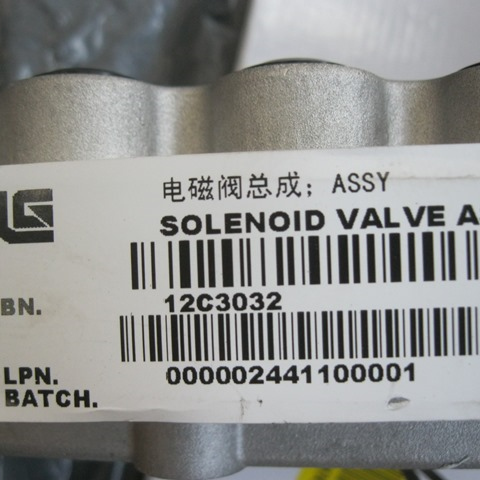 电磁阀总成; ASSY
SOLENOID VALVE A
BN. 12C3032
LPN. 000002441100001
BATCH.